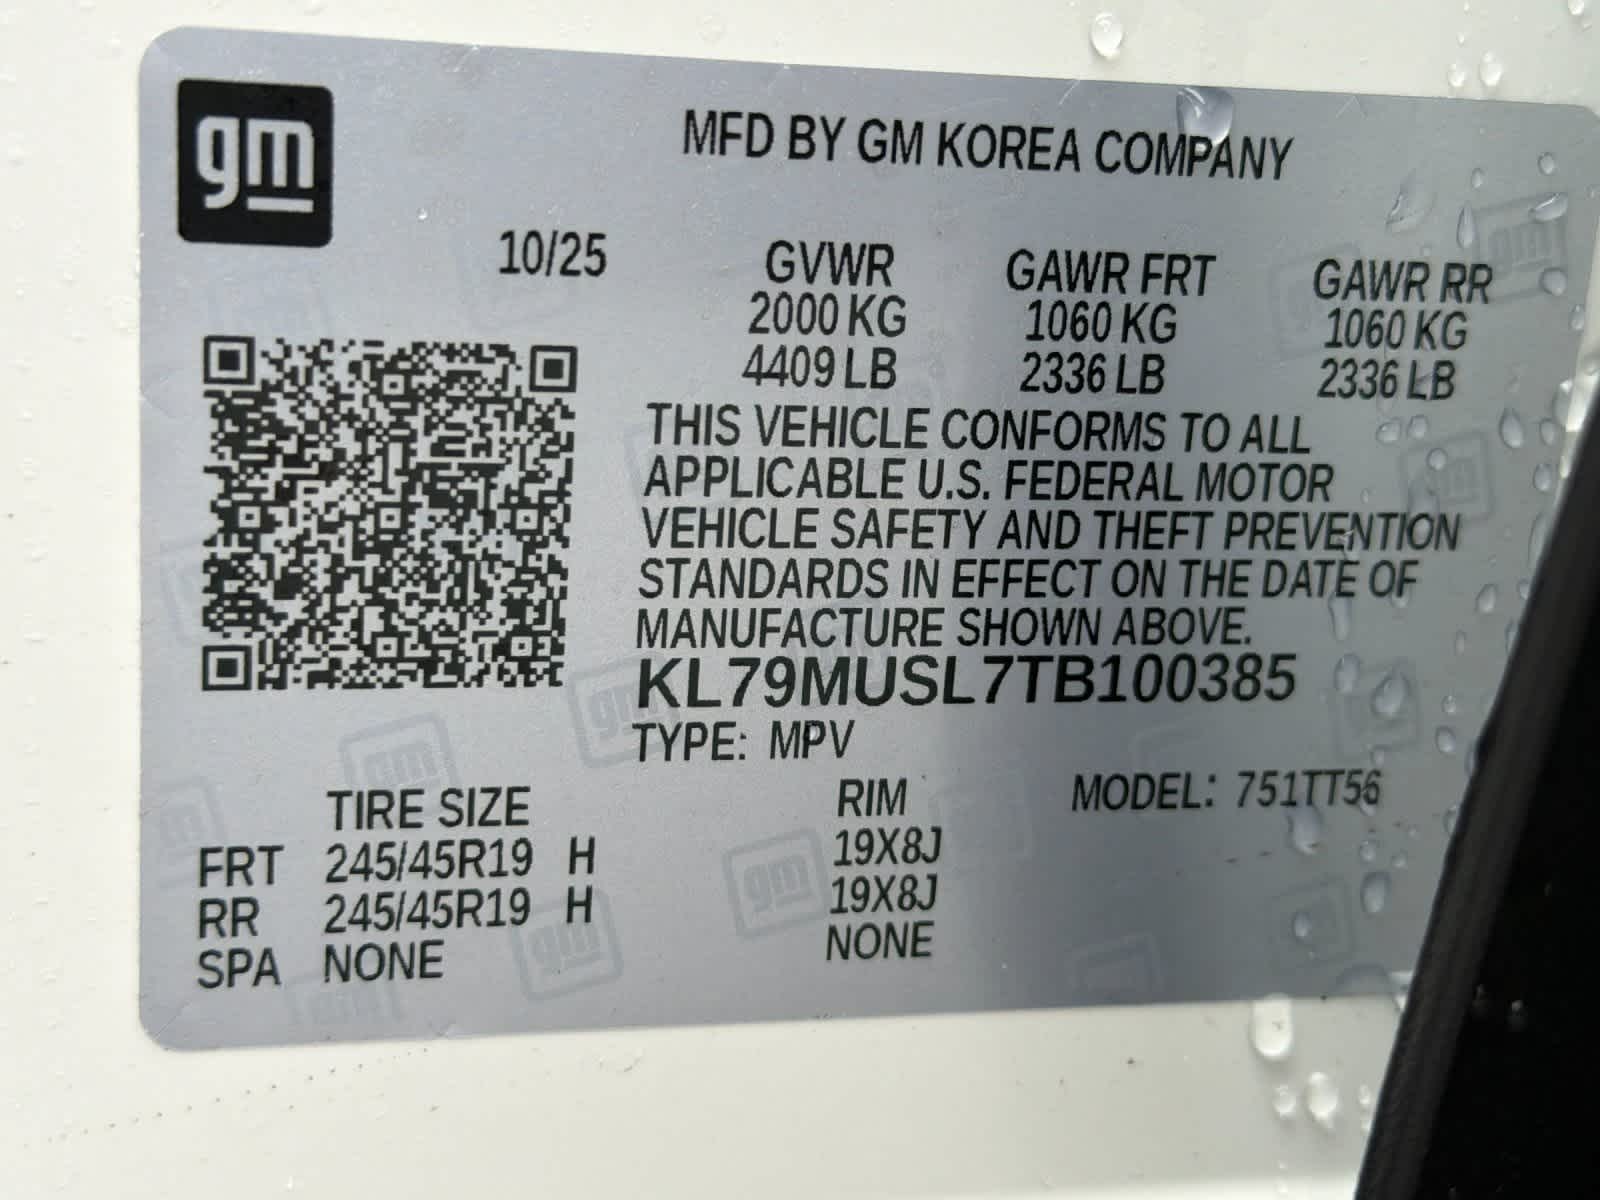 gm
MFD BY GM KOREA COMPANY
10/25
GVWR GAWR FRT GAWR RR
2000 KG 1060 KG 1060 KG
4409 LB 2336 LB 2336 LB
THIS VEHICLE CONFORMS TO ALL
APPLICABLE U.S. FEDERAL MOTOR
VEHICLE SAFETY AND THEFT PREVENTION
STANDARDS IN EFFECT ON THE DATE OF
MANUFACTURE SHOWN ABOVE.
KL79MUSL7TB100385
TYPE: MPV
MODEL: 751TT56
TIRE SIZE RIM
FRT 245/45R19 H 19X8J
RR 245/45R19 H 19X8J
SPA NONE NONE